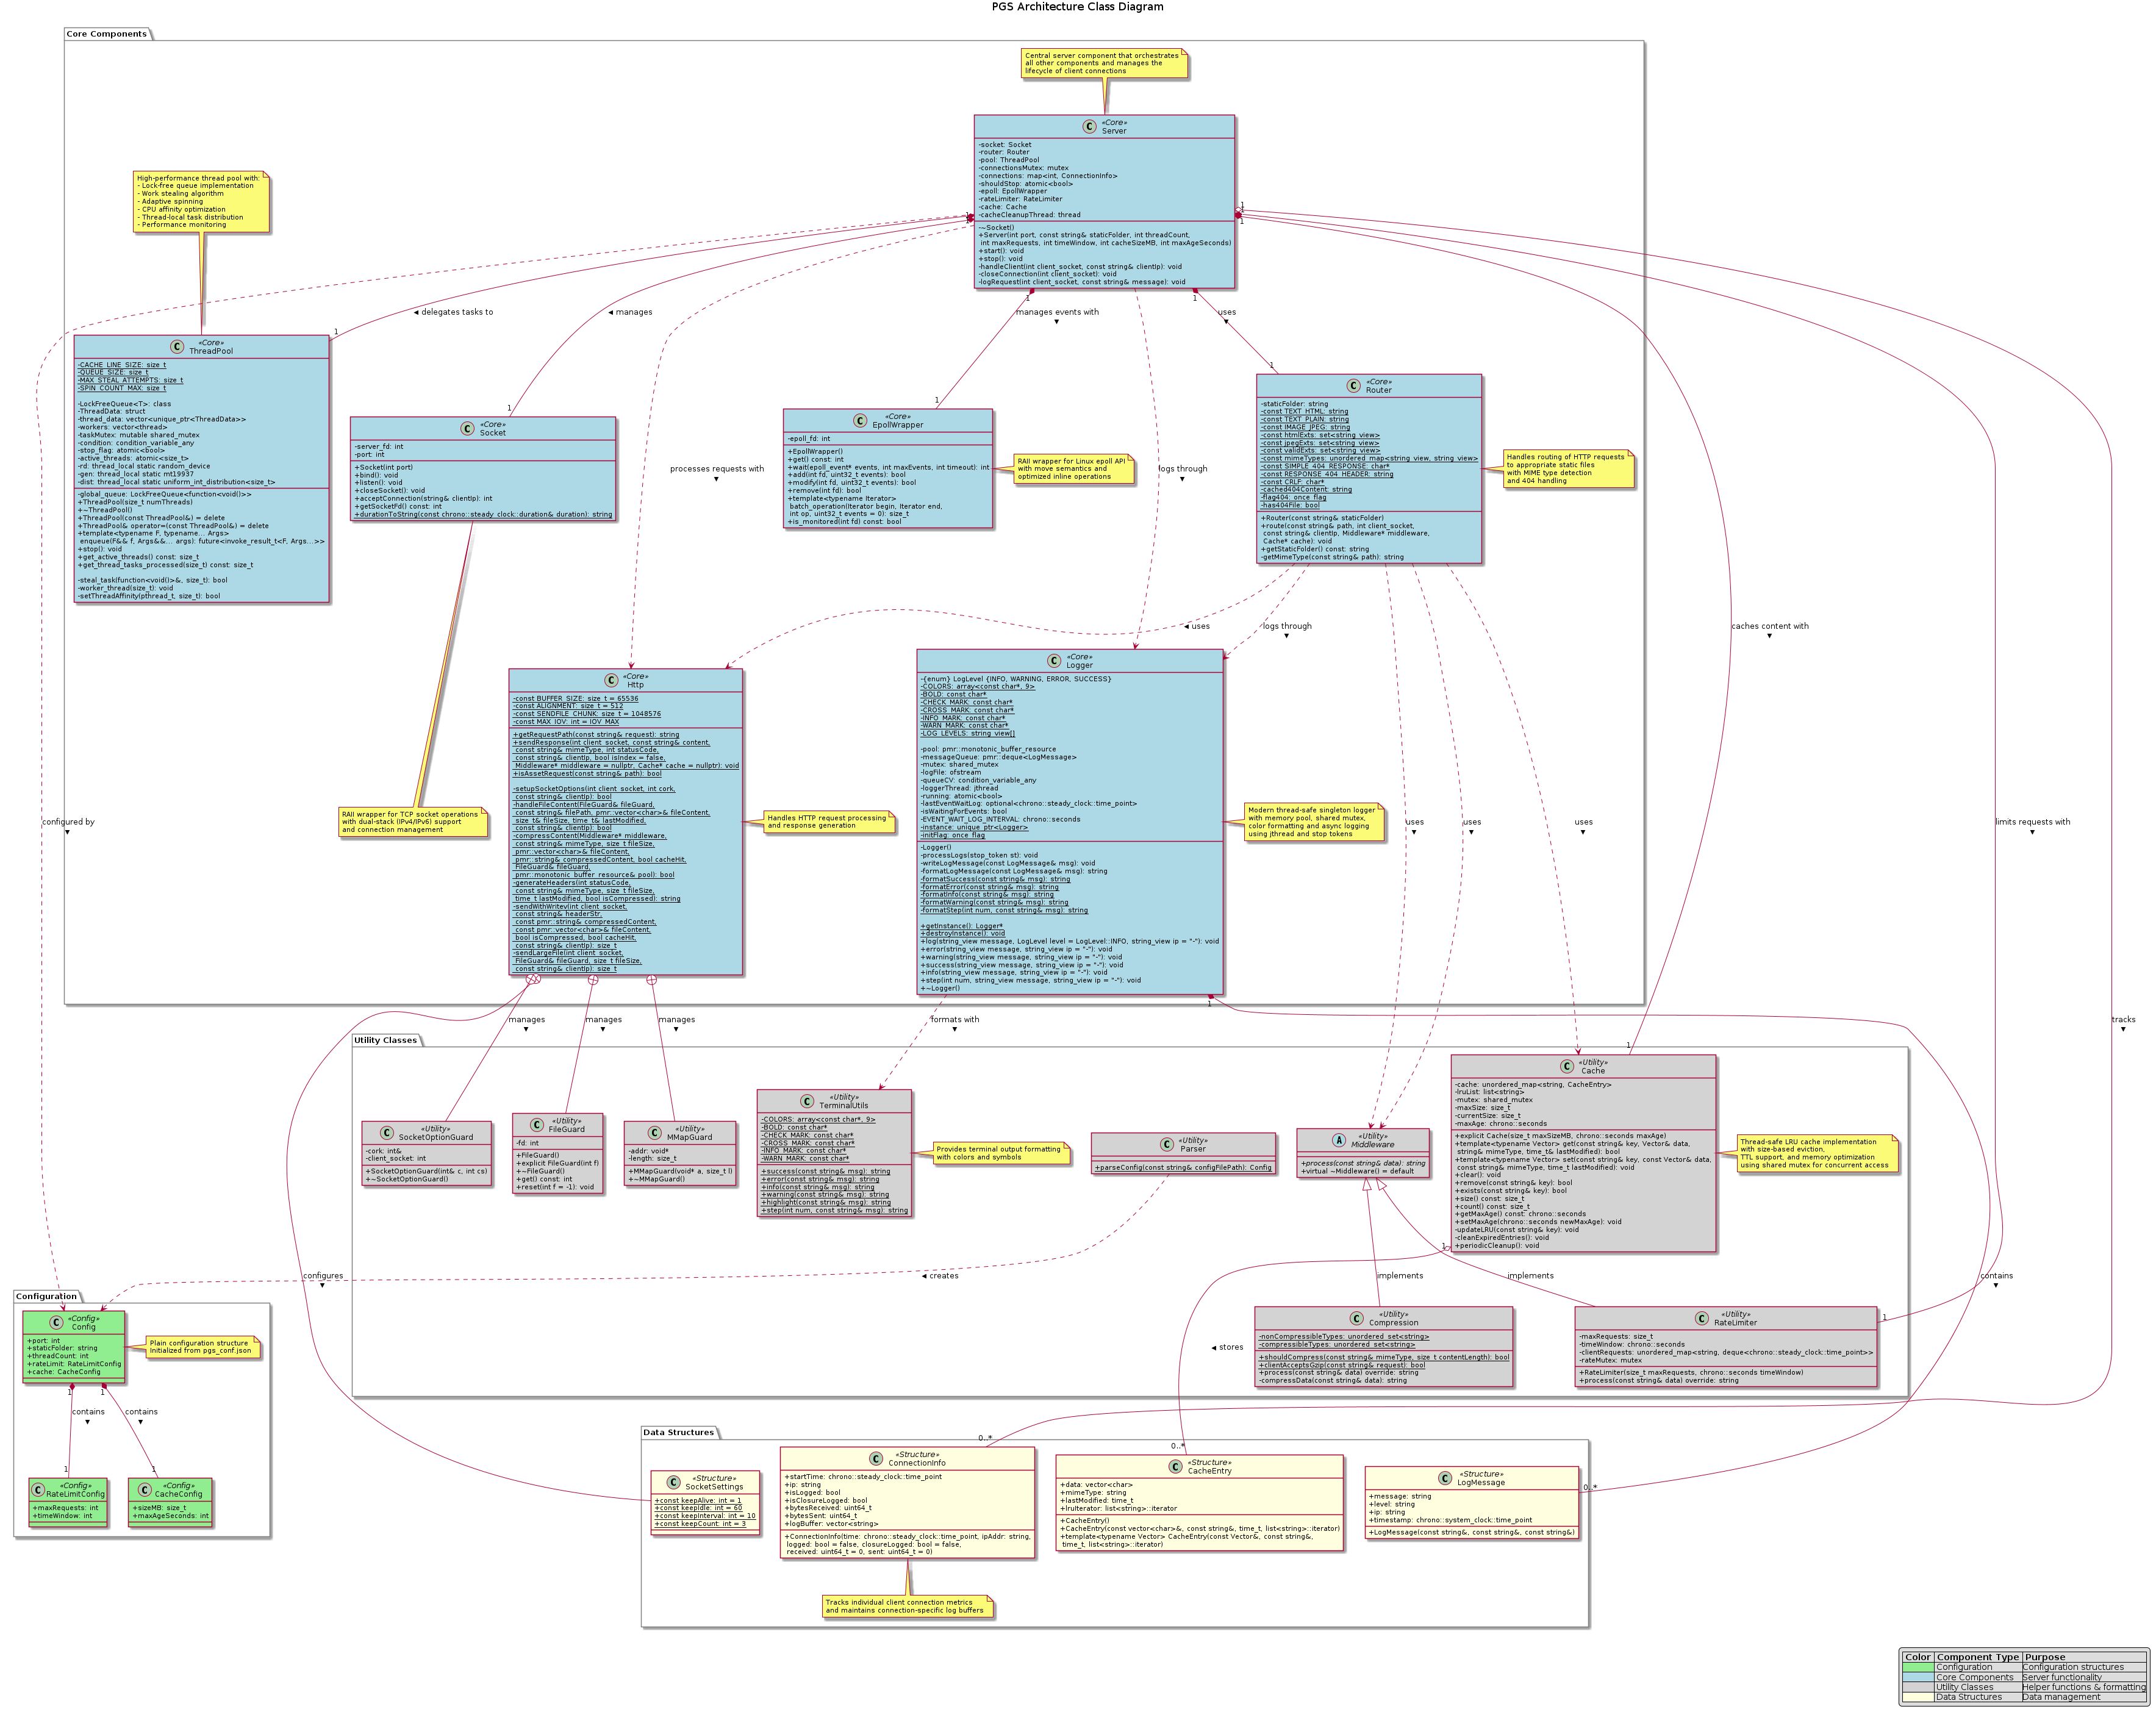 PGS Architecture Class Diagram
Core Components
Central server component that orchestrates
all other components and manages the
lifecycle of client connections
«Core»
Server
-socket: Socket
-router: Router
-pool: ThreadPool
-connectionsMutex: mutex
-connections: map<int, ConnectionInfo>
-shouldStop: atomic<bool>
-epoll: EpollWrapper
-rateLimiter: RateLimiter
-cache: Cache
-cacheCleanupThread: thread
-~Socket()
+Server(int port, const string& staticFolder, int threadCount,
int maxRequests, int timeWindow, int cacheSizeMB, int maxAgeSeconds)
+start(): void
+stop(): void
-handleClient(int client_socket, const string& clientIp): void
-closeConnection(int client_socket): void
-logRequest(int client_socket, const string& message): void
High-performance thread pool with:
- Lock-free queue implementation
- Work stealing algorithm
- Adaptive spinning
- CPU affinity optimization
- Thread-local task distribution
- Performance monitoring
1
1
1
1
1
1
◄ delegates tasks to
◄ manages
manages events with
▼
uses
▼
1
1
1
1
«Core»
ThreadPool
-CACHE_LINE_SIZE: size_t
-QUEUE_SIZE: size_t
-MAX_STEAL_ATTEMPTS: size_t
-SPIN_COUNT_MAX: size_t
-LockFreeQueue<T>: class
-ThreadData: struct
-thread_data: vector<unique_ptr<ThreadData>>
-workers: vector<thread>
-taskMutex: mutable shared_mutex
-condition: condition_variable_any
-stop_flag: atomic<bool>
-active_threads: atomic<size_t>
-rd: thread_local static random_device
-gen: thread_local static mt19937
-dist: thread_local static uniform_int_distribution<size_t>
-global_queue: LockFreeQueue<function<void()>>
+ThreadPool(size_t numThreads)
+~ThreadPool()
+ThreadPool(const ThreadPool&) = delete
+ThreadPool& operator=(const ThreadPool&) = delete
+template<typename F, typename... Args>
enqueue(F&& f, Args&&... args): future<invoke_result_t<F, Args...>>
+stop(): void
+get_active_threads() const: size_t
+get_thread_tasks_processed(size_t) const: size_t
-steal_task(function<void()>&, size_t): bool
-worker_thread(size_t): void
-setThreadAffinity(pthread_t, size_t): bool
«Core»
Socket
-server_fd: int
-port: int
+Socket(int port)
+bind(): void
+listen(): void
+closeSocket(): void
+acceptConnection(string& clientIp): int
+getSocketFd() const: int
+durationToString(const chrono::steady_clock::duration& duration): string
«Core»
EpollWrapper
-epoll_fd: int
+EpollWrapper()
+get() const: int
+wait(epoll_event* events, int maxEvents, int timeout): int
+add(int fd, uint32_t events): bool
+modify(int fd, uint32_t events): bool
+remove(int fd): bool
+template<typename Iterator>
batch_operation(Iterator begin, Iterator end,
int op, uint32_t events = 0): size_t
+is_monitored(int fd) const: bool
RAII wrapper for Linux epoll API
with move semantics and
optimized inline operations
«Core»
Router
-staticFolder: string
-const TEXT_HTML: string
-const TEXT_PLAIN: string
-const IMAGE_JPEG: string
-const htmlExts: set<string_view>
-const jpegExts: set<string_view>
-const validExts: set<string_view>
-const mimeTypes: unordered_map<string_view, string_view>
-const SIMPLE_404_RESPONSE: char*
-const RESPONSE_404_HEADER: string
-const CRLF: char*
-cached404Content: string
-flag404: once_flag
-has404File: bool
+Router(const string& staticFolder)
+route(const string& path, int client_socket,
const string& clientIp, Middleware* middleware,
Cache* cache): void
+getStaticFolder() const: string
-getMimeType(const string& path): string
Handles routing of HTTP requests
to appropriate static files
with MIME type detection
and 404 handling
processes requests with
▼
logs through
▼
◄ uses
logs through
▼
caches content with
▼
«Core»
Http
-const BUFFER_SIZE: size_t = 65536
-const ALIGNMENT: size_t = 512
-const SENDFILE_CHUNK: size_t = 1048576
-const MAX_IOV: int = IOV_MAX
+getRequestPath(const string& request): string
+sendResponse(int client_socket, const string& content,
const string& mimeType, int statusCode,
const string& clientIp, bool isIndex = false,
Middleware* middleware = nullptr, Cache* cache = nullptr): void
+isAssetRequest(const string& path): bool
-setupSocketOptions(int client_socket, int cork,
const string& clientIp): bool
-handleFileContent(FileGuard& fileGuard,
const string& filePath, pmr::vector<char>& fileContent,
size_t& fileSize, time_t& lastModified,
const string& clientIp): bool
-compressContent(Middleware* middleware,
const string& mimeType, size_t fileSize,
pmr::vector<char>& fileContent,
pmr::string& compressedContent, bool cacheHit,
FileGuard& fileGuard,
pmr::monotonic_buffer_resource& pool): bool
-generateHeaders(int statusCode,
const string& mimeType, size_t fileSize,
time_t lastModified, bool isCompressed): string
-sendWithWritev(int client_socket,
const string& headerStr,
const pmr::string& compressedContent,
const pmr::vector<char>& fileContent,
bool isCompressed, bool cacheHit,
const string& clientIp): size_t
-sendLargeFile(int client_socket,
FileGuard& fileGuard, size_t fileSize,
const string& clientIp): size_t
Handles HTTP request processing
and response generation
RAII wrapper for TCP socket operations
with dual-stack (IPv4/IPv6) support
and connection management
«Core»
Logger
-{enum} LogLevel {INFO, WARNING, ERROR, SUCCESS}
-COLORS: array<const char*, 9>
-BOLD: const char*
-CHECK_MARK: const char*
-CROSS_MARK: const char*
-INFO_MARK: const char*
-WARN_MARK: const char*
-LOG_LEVELS: string_view[]
-pool: pmr::monotonic_buffer_resource
-messageQueue: pmr::deque<LogMessage>
-mutex: shared_mutex
-logFile: ofstream
-queueCV: condition_variable_any
-loggerThread: jthread
-running: atomic<bool>
-lastEventWaitLog: optional<chrono::steady_clock::time_point>
-isWaitingForEvents: bool
-EVENT_WAIT_LOG_INTERVAL: chrono::seconds
-instance: unique_ptr<Logger>
-initFlag: once_flag
-Logger()
-processLogs(stop_token st): void
-writeLogMessage(const LogMessage& msg): void
-formatLogMessage(const LogMessage& msg): string
-formatSuccess(const string& msg): string
-formatError(const string& msg): string
-formatInfo(const string& msg): string
-formatWarning(const string& msg): string
-formatStep(int num, const string& msg): string
+getInstance(): Logger*
+destroyInstance(): void
+log(string_view message, LogLevel level = LogLevel::INFO, string_view ip = "-"): void
+error(string_view message, string_view ip = "-"): void
+warning(string_view message, string_view ip = "-"): void
+success(string_view message, string_view ip = "-"): void
+info(string_view message, string_view ip = "-"): void
+step(int num, string_view message, string_view ip = "-"): void
+~Logger()
Modern thread-safe singleton logger
with memory pool, shared mutex,
color formatting and async logging
using jthread and stop tokens
configured by
▼
uses
▼
uses
▼
uses
▼
limits requests with
▼
tracks
▼
manages
▼
manages
▼
manages
▼
formats with
▼
1
1
Utility Classes
«Utility»
SocketOptionGuard
-cork: int&
-client_socket: int
+SocketOptionGuard(int& c, int cs)
+~SocketOptionGuard()
«Utility»
FileGuard
-fd: int
+FileGuard()
+explicit FileGuard(int f)
+~FileGuard()
+get() const: int
+reset(int f = -1): void
«Utility»
MMapGuard
-addr: void*
-length: size_t
+MMapGuard(void* a, size_t l)
+~MMapGuard()
«Utility»
TerminalUtils
-COLORS: array<const char*, 9>
-BOLD: const char*
-CHECK_MARK: const char*
-CROSS_MARK: const char*
-INFO_MARK: const char*
-WARN_MARK: const char*
+success(const string& msg): string
+error(const string& msg): string
+info(const string& msg): string
+warning(const string& msg): string
+highlight(const string& msg): string
+step(int num, const string& msg): string
Provides terminal output formatting
with colors and symbols
«Utility»
Parser
+parseConfig(const string& configFilePath): Config
«Utility»
Middleware
+process(const string& data): string
+virtual ~Middleware() = default
«Utility»
Cache
-cache: unordered_map<string, CacheEntry>
-lruList: list<string>
-mutex: shared_mutex
-maxSize: size_t
-currentSize: size_t
-maxAge: chrono::seconds
+explicit Cache(size_t maxSizeMB, chrono::seconds maxAge)
+template<typename Vector> get(const string& key, Vector& data,
string& mimeType, time_t& lastModified): bool
+template<typename Vector> set(const string& key, const Vector& data,
const string& mimeType, time_t lastModified): void
+clear(): void
+remove(const string& key): bool
+exists(const string& key): bool
+size() const: size_t
+count() const: size_t
+getMaxAge() const: chrono::seconds
+setMaxAge(chrono::seconds newMaxAge): void
-updateLRU(const string& key): void
-cleanExpiredEntries(): void
+periodicCleanup(): void
Thread-safe LRU cache implementation
with size-based eviction,
TTL support, and memory optimization
using shared mutex for concurrent access
configures
▼
◄ creates
1
implements
implements
contains
▼
Configuration
«Config»
Config
+port: int
+staticFolder: string
+threadCount: int
+rateLimit: RateLimitConfig
+cache: CacheConfig
Plain configuration structure
Initialized from pgs_conf.json
◄ stores
«Utility»
Compression
-nonCompressibleTypes: unordered_set<string>
-compressibleTypes: unordered_set<string>
+shouldCompress(const string& mimeType, size_t contentLength): bool
+clientAcceptsGzip(const string& request): bool
+process(const string& data) override: string
-compressData(const string& data): string
«Utility»
RateLimiter
-maxRequests: size_t
-timeWindow: chrono::seconds
-clientRequests: unordered_map<string, deque<chrono::steady_clock::time_point>>
-rateMutex: mutex
+RateLimiter(size_t maxRequests, chrono::seconds timeWindow)
+process(const string& data) override: string
1
1
1
contains
▼
contains
▼
1
1
«Config»
RateLimitConfig
+maxRequests: int
+timeWindow: int
«Config»
CacheConfig
+sizeMB: size_t
+maxAgeSeconds: int
Data Structures
0..*
0..*
0..*
«Structure»
SocketSettings
+const keepAlive: int = 1
+const keepIdle: int = 60
+const keepInterval: int = 10
+const keepCount: int = 3
«Structure»
ConnectionInfo
+startTime: chrono::steady_clock::time_point
+ip: string
+isLogged: bool
+isClosureLogged: bool
+bytesReceived: uint64_t
+bytesSent: uint64_t
+logBuffer: vector<string>
+ConnectionInfo(time: chrono::steady_clock::time_point, ipAddr: string,
logged: bool = false, closureLogged: bool = false,
received: uint64_t = 0, sent: uint64_t = 0)
«Structure»
CacheEntry
+data: vector<char>
+mimeType: string
+lastModified: time_t
+lruIterator: list<string>::iterator
+CacheEntry()
+CacheEntry(const vector<char>&, const string&, time_t, list<string>::iterator)
+template<typename Vector> CacheEntry(const Vector&, const string&,
time_t, list<string>::iterator)
«Structure»
LogMessage
+message: string
+level: string
+ip: string
+timestamp: chrono::system_clock::time_point
+LogMessage(const string&, const string&, const string&)
Tracks individual client connection metrics
and maintains connection-specific log buffers
Color Component Type Purpose
Configuration Configuration structures
Core Components Server functionality
Utility Classes Helper functions & formatting
Data Structures Data management